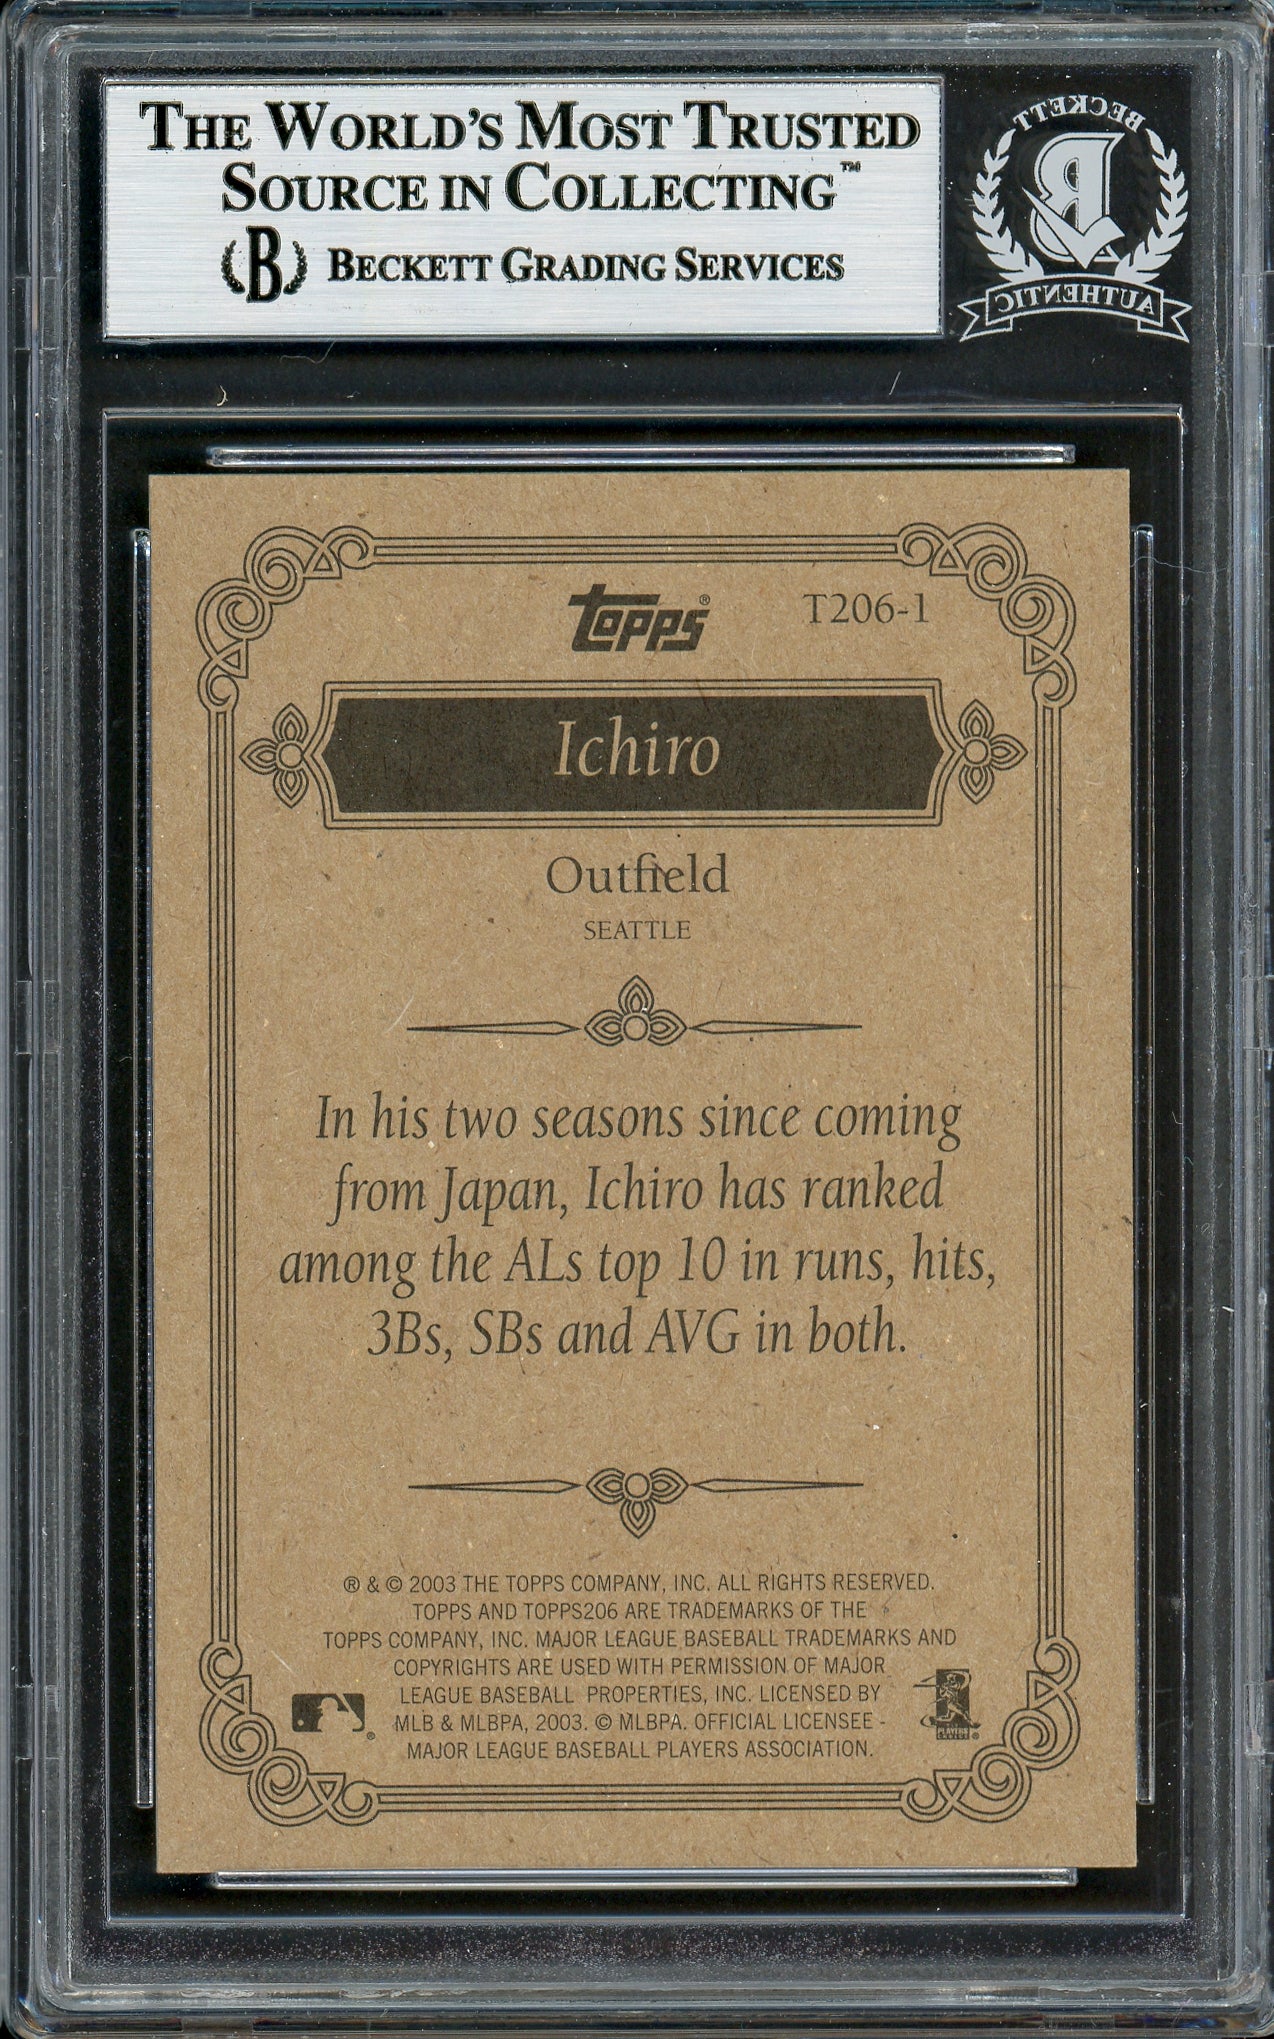 THE WORLD'S MOST TRUSTED
SOURCE IN COLLECTING™
B BECKETT GRADING SERVICES
BECKETT
B
AUTHENTIC
TOPPS®
T206-1
Ichiro
Outfield
SEATTLE
In his two seasons since coming
from Japan, Ichiro has ranked
among the ALs top 10 in runs, hits,
3Bs, SBs and AVG in both.
® & © 2003 THE TOPPS COMPANY, INC. ALL RIGHTS RESERVED.
TOPPS AND TOPPS206 ARE TRADEMARKS OF THE
TOPPS COMPANY, INC. MAJOR LEAGUE BASEBALL TRADEMARKS AND
COPYRIGHTS ARE USED WITH PERMISSION OF MAJOR
LEAGUE BASEBALL PROPERTIES, INC. LICENSED BY
MLB & MLBPA, 2003. © MLBPA. OFFICIAL LICENSEE -
MAJOR LEAGUE BASEBALL PLAYERS ASSOCIATION.
®
PLAYERS
CHOICE ®